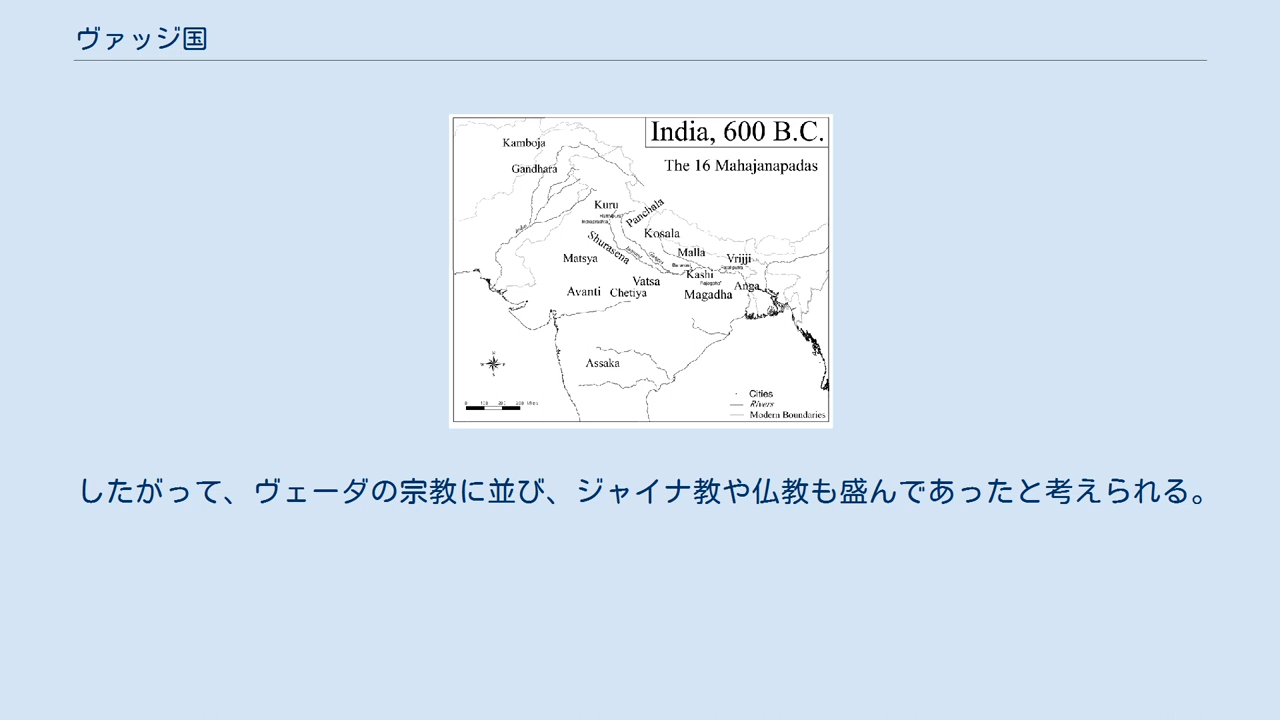 ヴァッジ国
India, 600 B.C.
The 16 Mahajanapadas
Kamboja
Gandhara
Kuru
Panchala
Kosala
Shurasena
Malla
Vrijji
Matsya
Kashi
Vatsa
Anga
Avanti
Chetiya
Magadha
Assaka
Cities
Rivers
Modern Boundaries
したがって、ヴェーダの宗教に並び、ジャイナ教や仏教も盛んであったと考えられる。